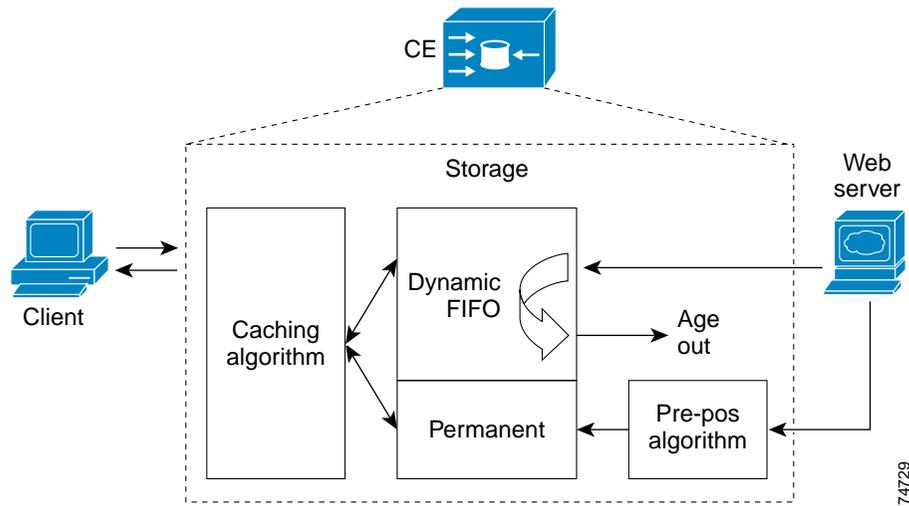 CE
Storage
Web
server
Client
Caching
algorithm
Dynamic
FIFO
Age
out
Permanent
Pre-pos
algorithm
74729